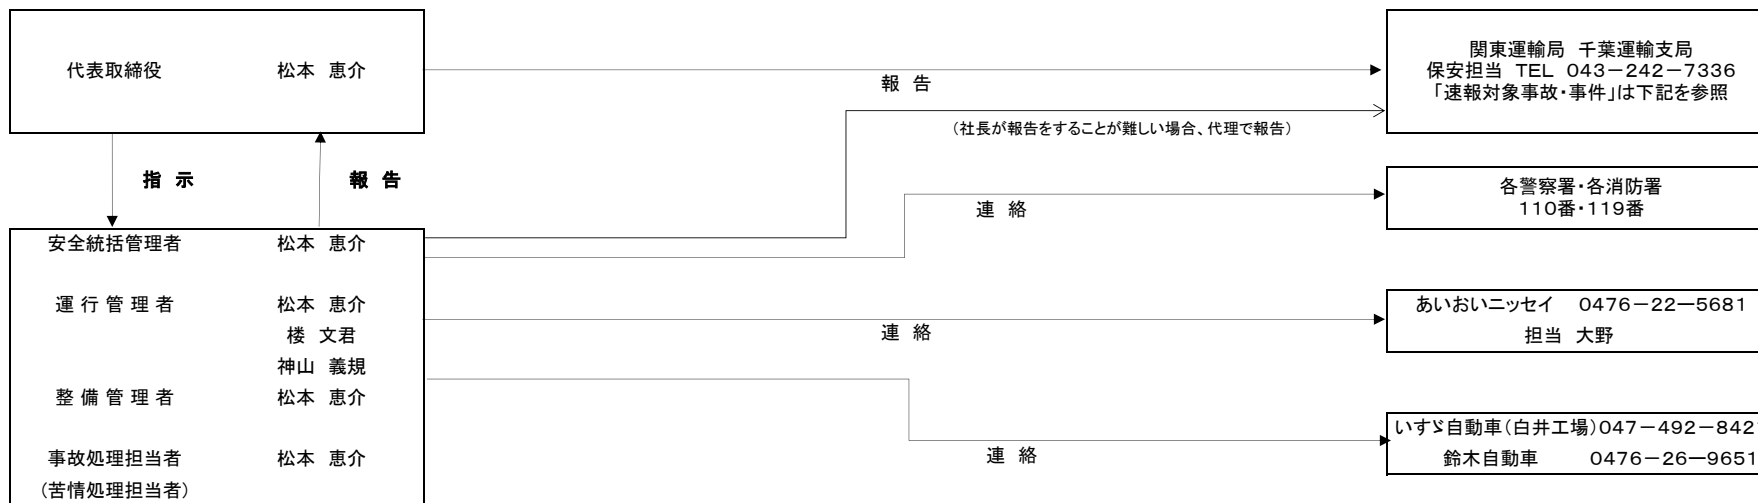 代表取締役 松本 恵介
報 告
関東運輸局 千葉運輸支局
保安担当 TEL 043－242－7336
「速報対象事故・事件」は下記を参照
（社長が報告をすることが難しい場合、代理で報告）
指 示
報 告
各警察署・各消防署
110番・119番
連 絡
安全統括管理者 松本 恵介
運 行 管 理 者 松本 恵介
楼 文君
神山 義規
整 備 管 理 者 松本 恵介
事故処理担当者 松本 恵介
(苦情処理担当者)
連 絡
あいおいニッセイ 0476－22―5681
担当 大野
連 絡
いすゞ自動車（白井工場）047－492－842
鈴木自動車 0476－26―9651